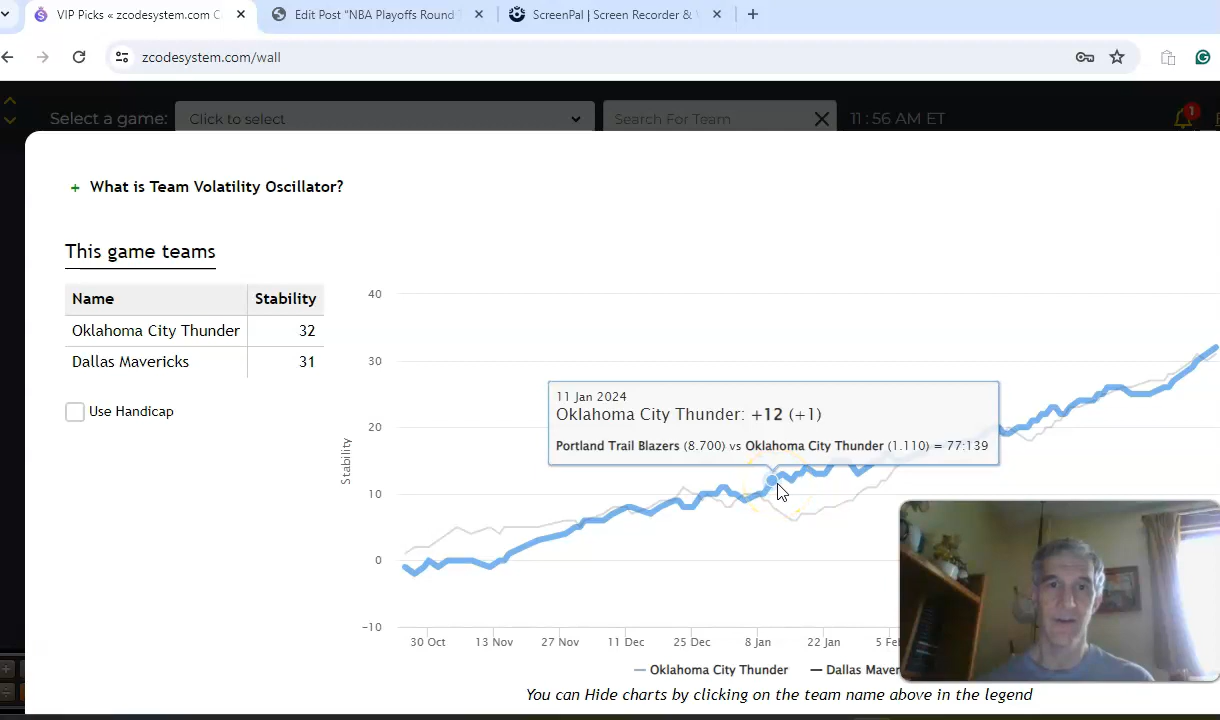 VIP Picks « zcodesystem.com C
Edit Post “NBA Playoffs Round
ScreenPal | Screen Recorder &
zcodesystem.com/wall
Select a game:
Click to select
Search For Team
11:56 AM ET
1
+ What is Team Volatility Oscillator?
This game teams
Name Stability
Oklahoma City Thunder 32
Dallas Mavericks 31
Use Handicap
Stability
40
30
20
10
0
-10
11 Jan 2024
Oklahoma City Thunder: +12 (+1)
Portland Trail Blazers (8.700) vs Oklahoma City Thunder (1.110) = 77:139
30 Oct 13 Nov 27 Nov 11 Dec 25 Dec 8 Jan 22 Jan 5 Feb
Oklahoma City Thunder Dallas Maver
You can Hide charts by clicking on the team name above in the legend